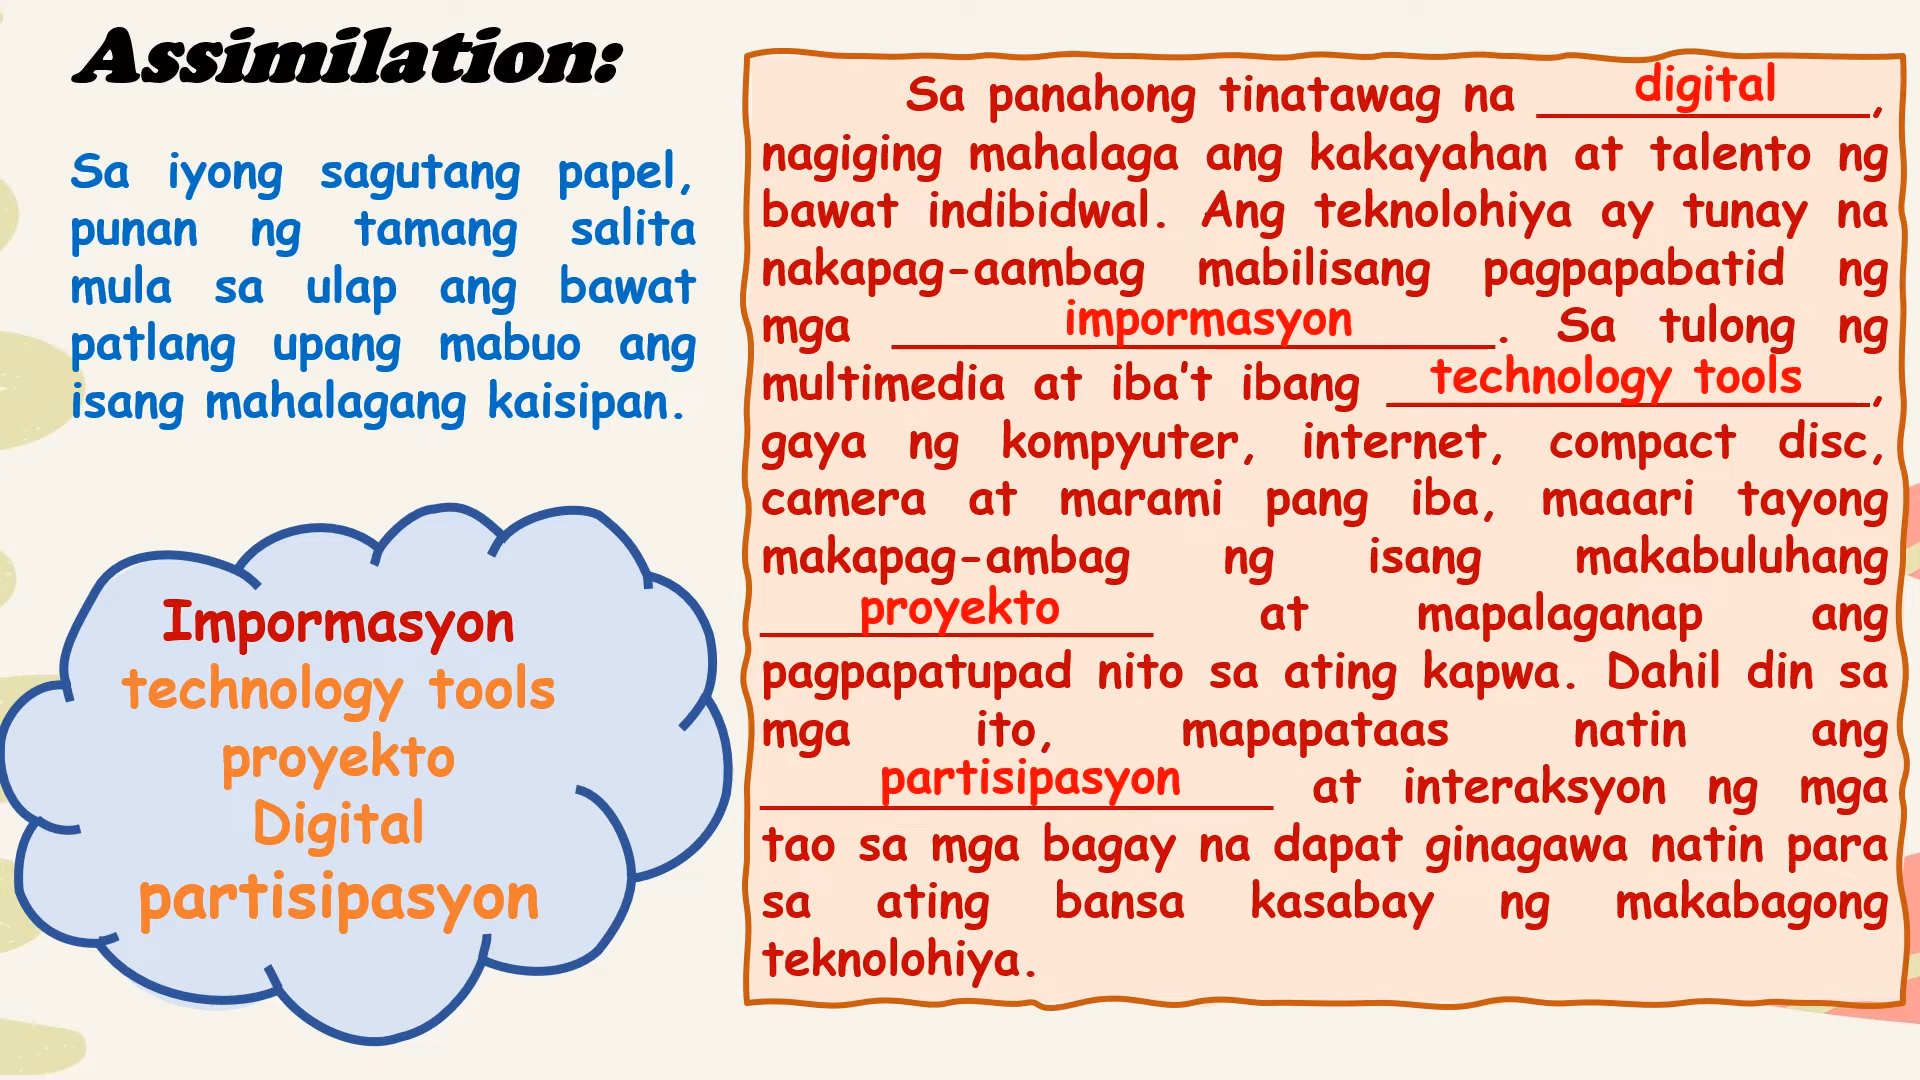 Assimilation:
Sa iyong sagutang papel,
punan ng tamang salita
mula sa ulap ang bawat
patlang upang mabuo ang
isang mahalagang kaisipan.
Impormasyon
technology tools
proyekto
Digital
partisipasyon
Sa panahong tinatawag na digital,
nagiging mahalaga ang kakayahan at talento ng
bawat indibidwal. Ang teknolohiya ay tunay na
nakapag-aambag mabilisang pagpapabatid ng
mga impormasyon. Sa tulong ng
multimedia at iba't ibang technology tools,
gaya ng kompyuter, internet, compact disc,
camera at marami pang iba, maaari tayong
makapag-ambag ng isang makabuluhang
proyekto at mapalaganap ang
pagpapatupad nito sa ating kapwa. Dahil din sa
mga ito, mapapataas natin ang
partisipasyon at interaksyon ng mga
tao sa mga bagay na dapat ginagawa natin para
sa ating bansa kasabay ng makabagong
teknolohiya.